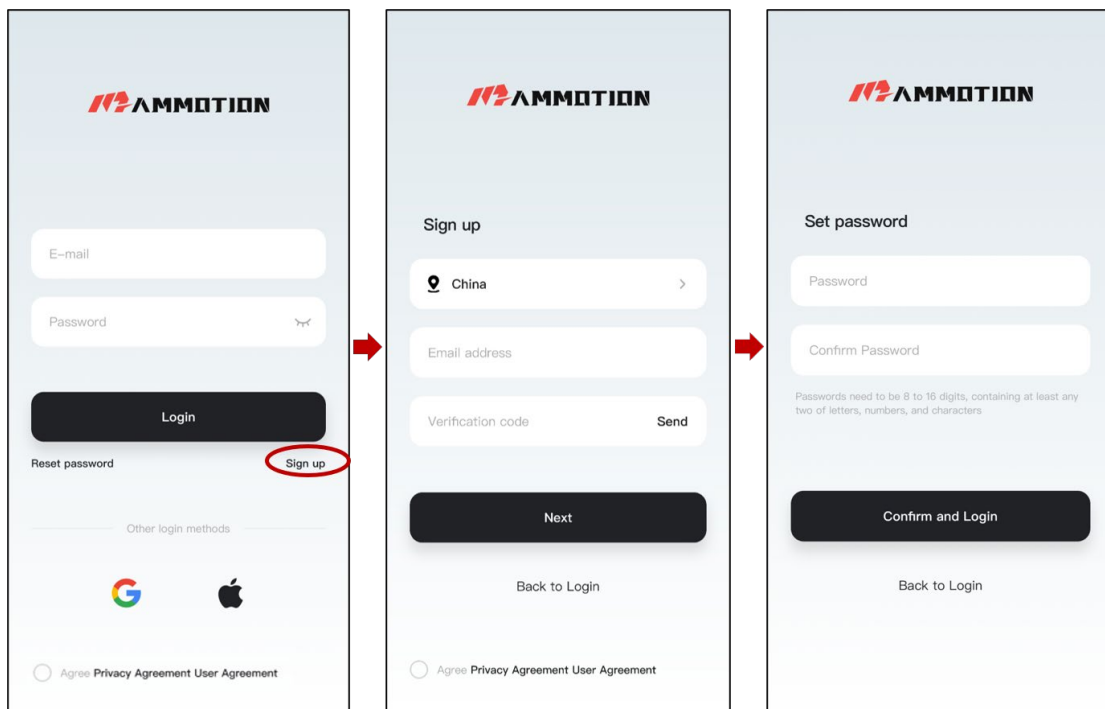 MAMMOTION
E-mail
Password
Login
Reset password
Sign up
Other login methods
Agree Privacy Agreement User Agreement
MAMMOTION
Sign up
China
Email address
Verification code
Send
Next
Back to Login
Agree Privacy Agreement User Agreement
MAMMOTION
Set password
Password
Confirm Password
Passwords need to be 8 to 16 digits, containing at least any
two of letters, numbers, and characters
Confirm and Login
Back to Login